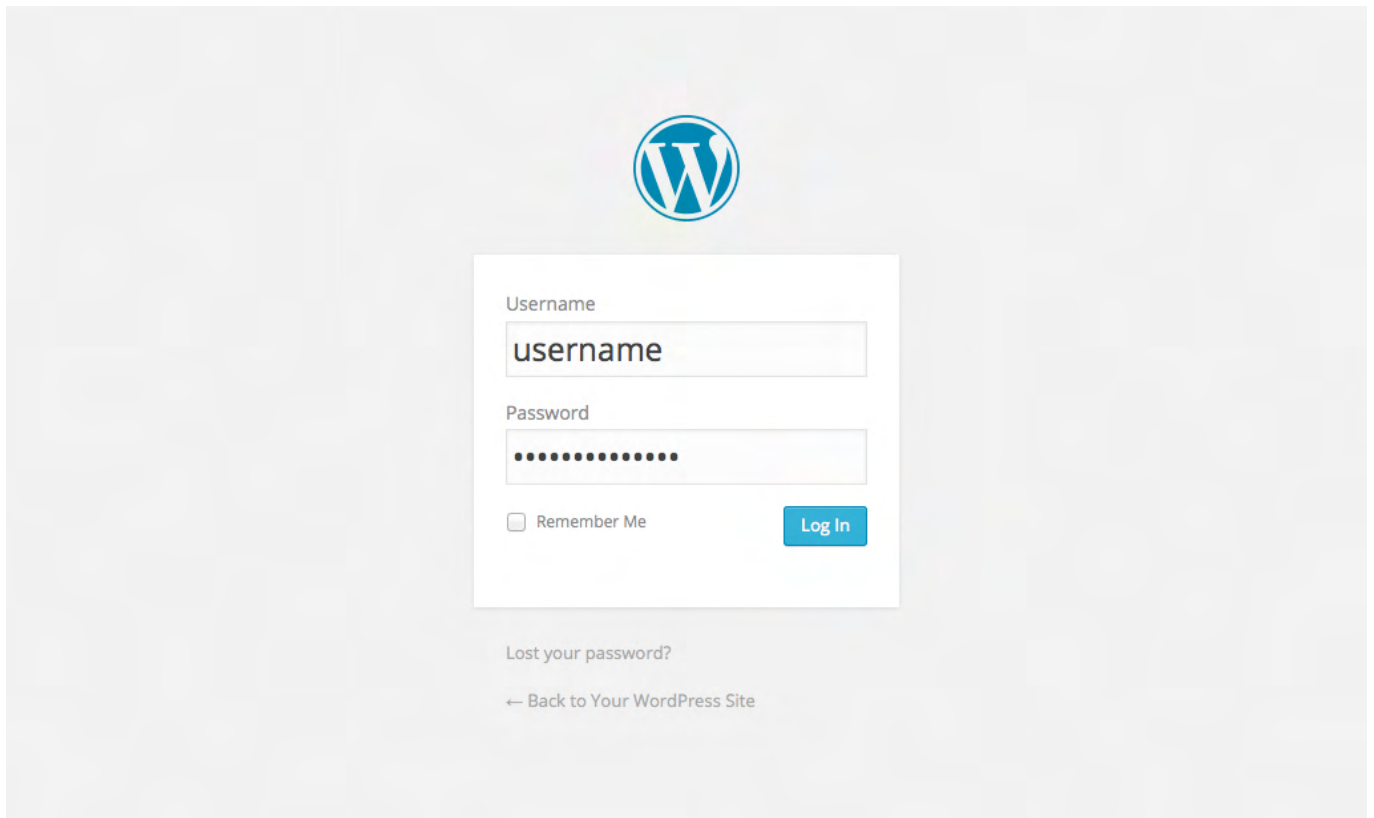 Username
username
Password
••••••••••••••
Remember Me
Log In
Lost your password?
← Back to Your WordPress Site